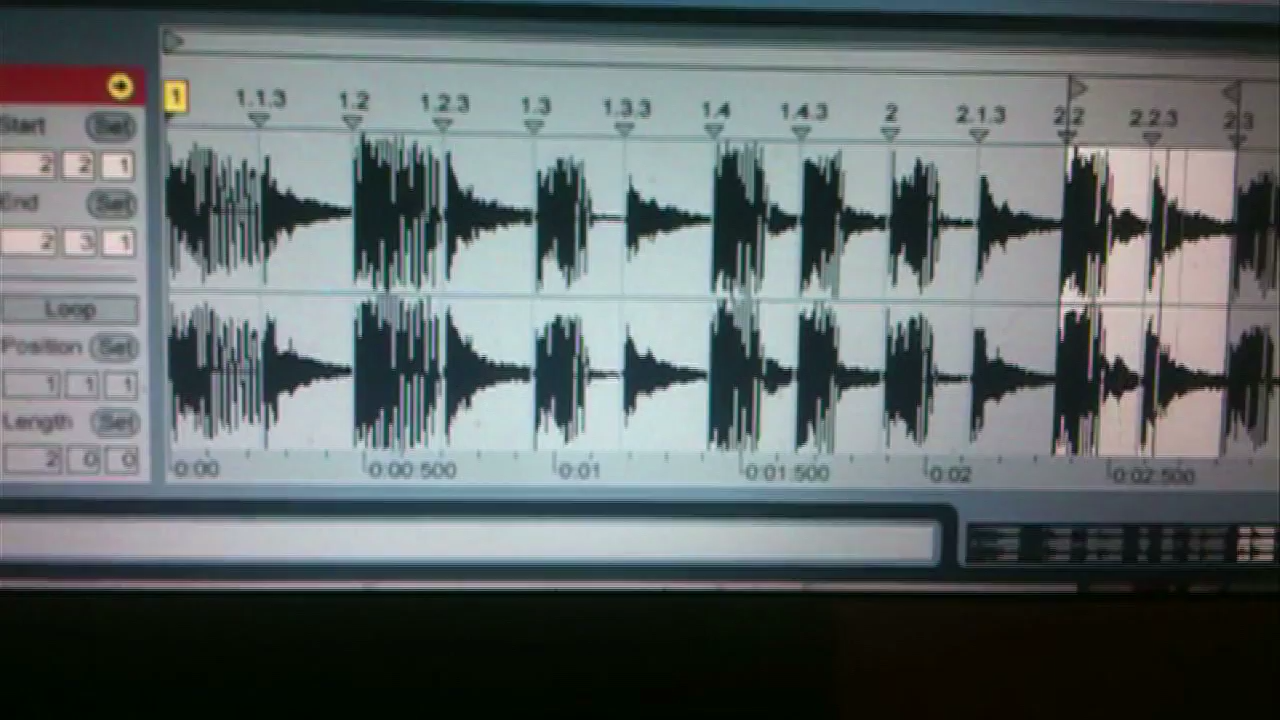 1 1.1.3 1.2 1.2.3 1.3 1.3.3 1.4 1.4.3 2 2.1.3 2.2 2.2.3 2.3
Start Set
2 2 1
End Set
2 3 1
Loop
Position Set
1 1 1
Length Set
2 0 0
0:00 0:00:500 0:01 0:01:500 0:02 0:02:500